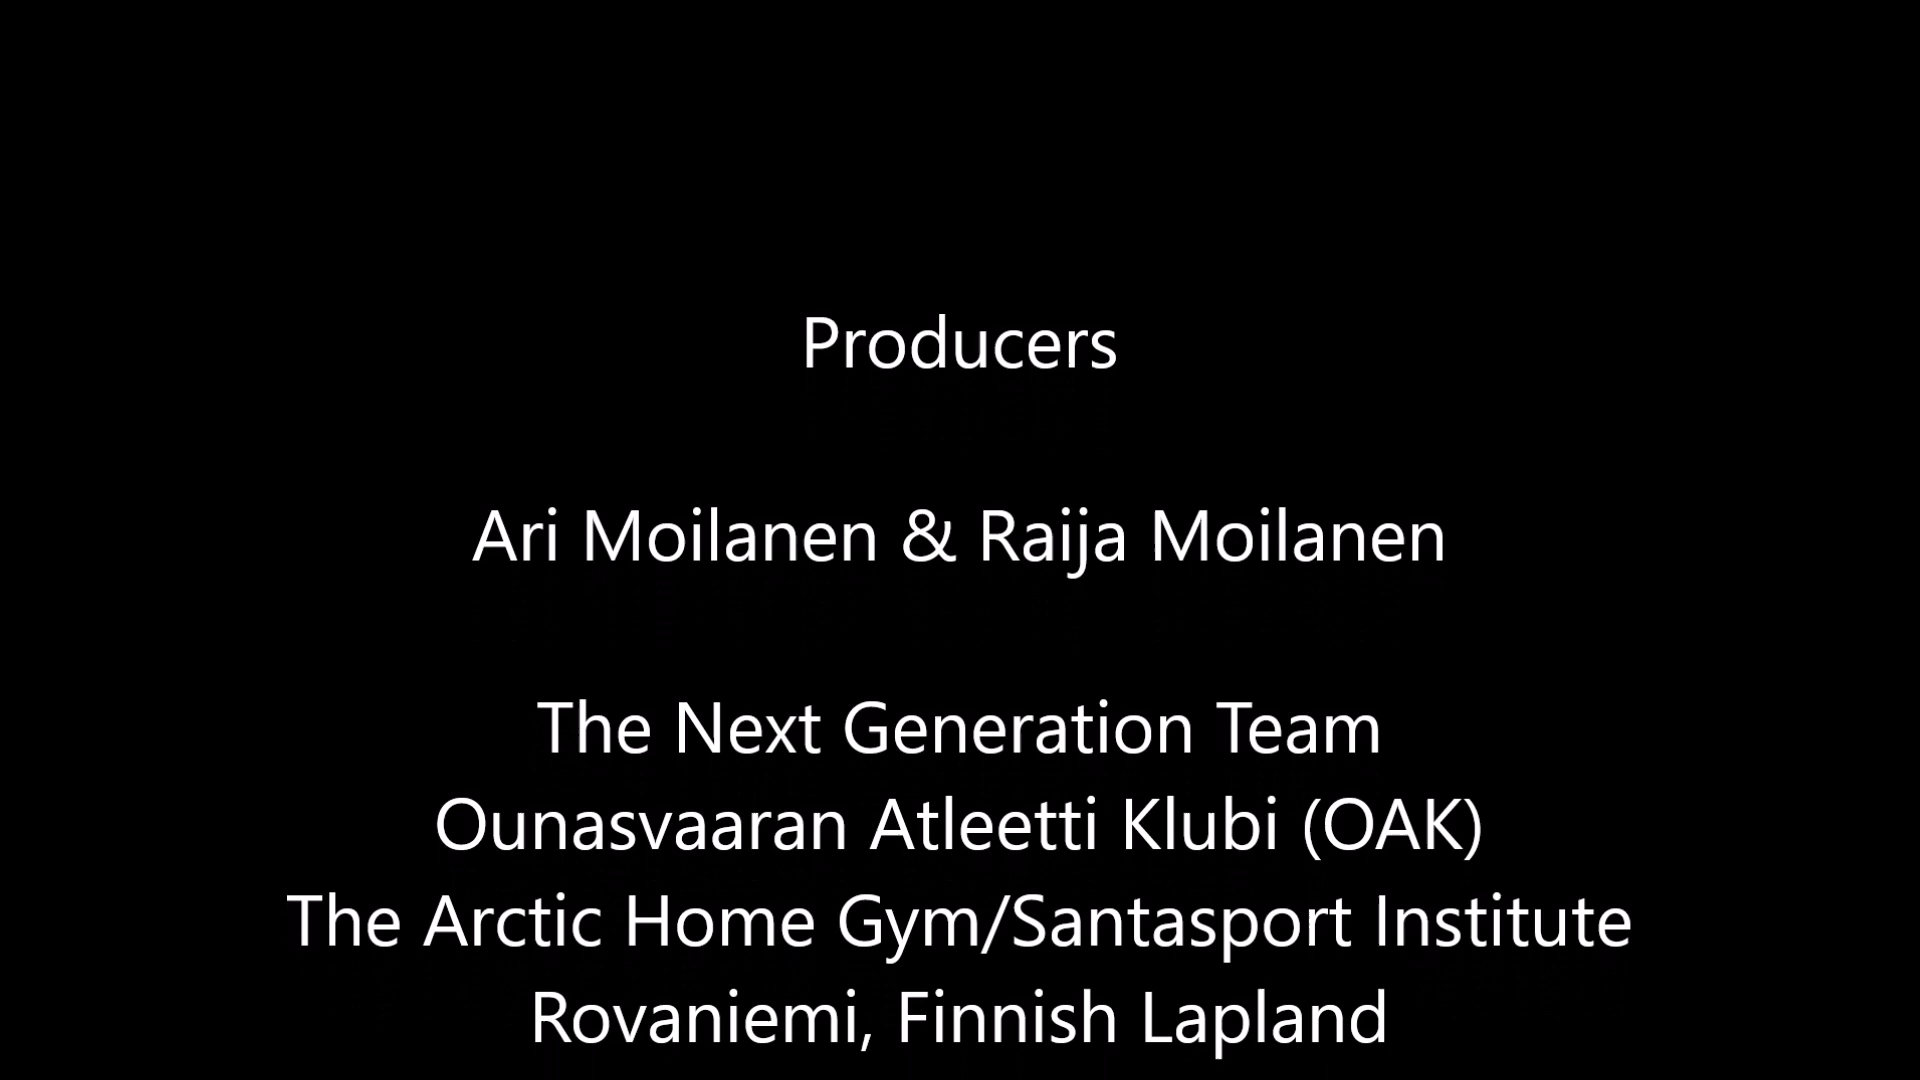 Producers
Ari Moilanen & Raija Moilanen
The Next Generation Team
Ounasvaaran Atleetti Klubi (OAK)
The Arctic Home Gym/Santasport Institute
Rovaniemi, Finnish Lapland